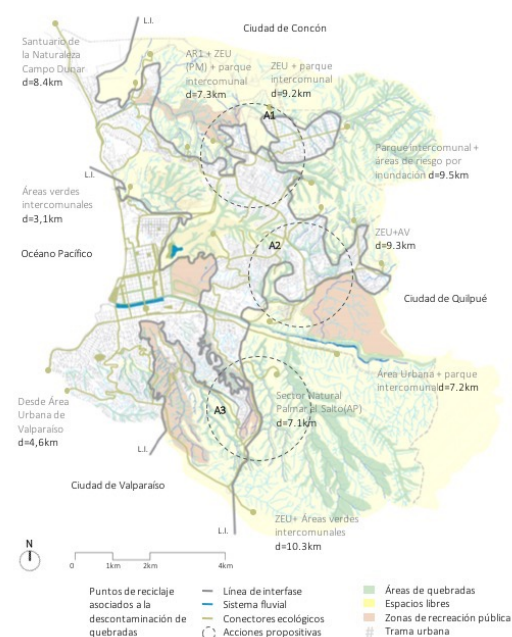 L.I.
Ciudad de Concón
Santuario de
la Naturaleza
Campo Dunar
d=8.4km
AR1 + ZEU
(PM) + parque
intercomunal
d=7.3km
ZEU + parque
intercomunal
d=9.2km
A1
Parque intercomunal +
áreas de riesgo por
inundación d=9.5km
L.I.
Áreas verdes
intercomunales
d=3,1km
ZEU+AV
d=9.3km
A2
Océano Pacífico
Ciudad de Quilpué
Área Urbana + parque
intercomunal d=7.2km
Sector Natural
Palmar El Salto(AP)
d=7.1km
A3
Desde Área
Urbana de
Valparaíso
d=4,6km
L.I.
Ciudad de Valparaíso
ZEU+ Áreas verdes
intercomunales
d=10.3km
L.I.
N
0 1km 2km 4km
Puntos de reciclaje
asociados a la
descontaminación de
quebradas
Línea de interfase
Sistema fluvial
Conectores ecológicos
Acciones propositivas
Áreas de quebradas
Espacios libres
Zonas de recreación pública
Trama urbana